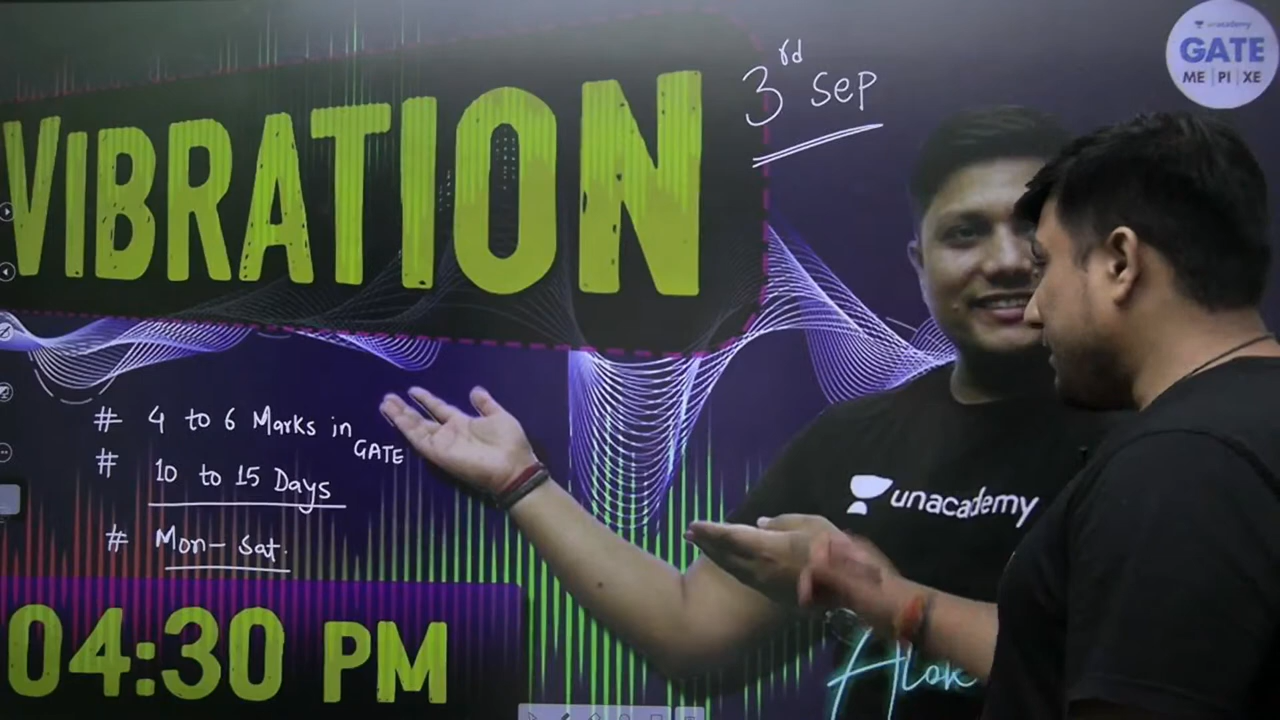 unacademy
GATE
ME | PI | XE
VIBRATION
3rd Sep
# 4 to 6 Marks in
GATE
# 10 to 15 Days
# Mon - Sat.
unacademy
04:30 PM
Alok